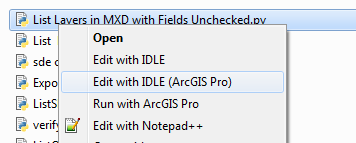 List Layers in MXD with Fields Unchecked.py
List
Open
sde c
Edit with IDLE
Edit with IDLE (ArcGIS Pro)
Expo
Run with ArcGIS Pro
ListS
Edit with Notepad++
verify